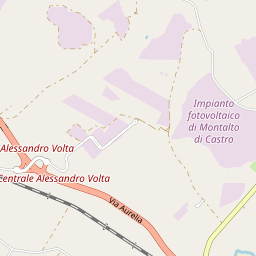 Impianto
fotovoltaico
di Montalto
di Castro
Alessandro Volta
Centrale Alessandro Volta
Via Aurelia